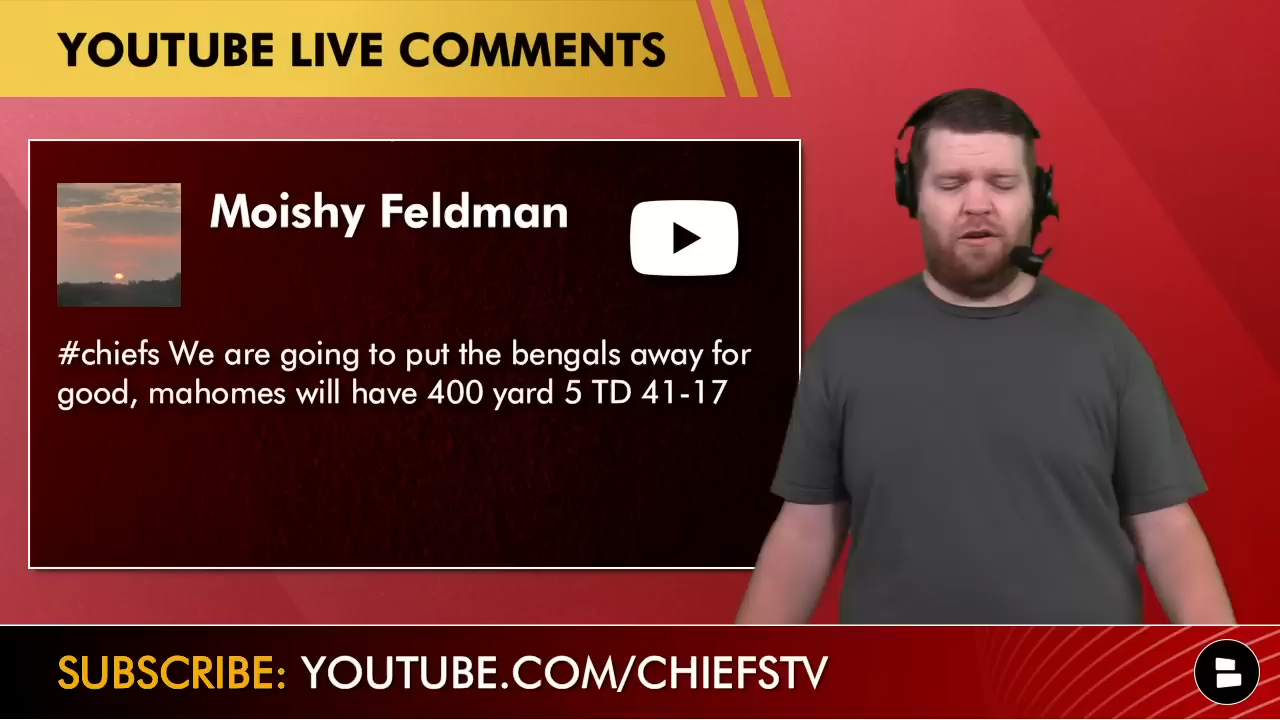 YOUTUBE LIVE COMMENTS
Moishy Feldman
#chiefs We are going to put the bengals away for
good, mahomes will have 400 yard 5 TD 41-17
SUBSCRIBE: YOUTUBE.COM/CHIEFSTV